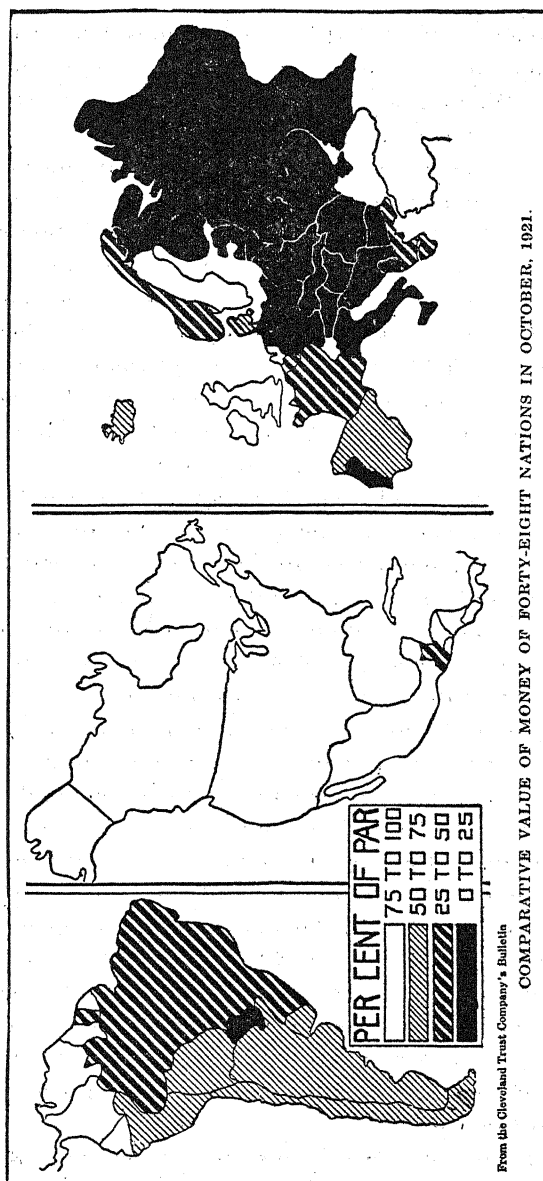 PER CENT OF PAR
75 TO 100
50 TO 75
25 TO 50
0 TO 25
From the Cleveland Trust Company's Bulletin
COMPARATIVE VALUE OF MONEY OF FORTY-EIGHT NATIONS IN OCTOBER, 1921.